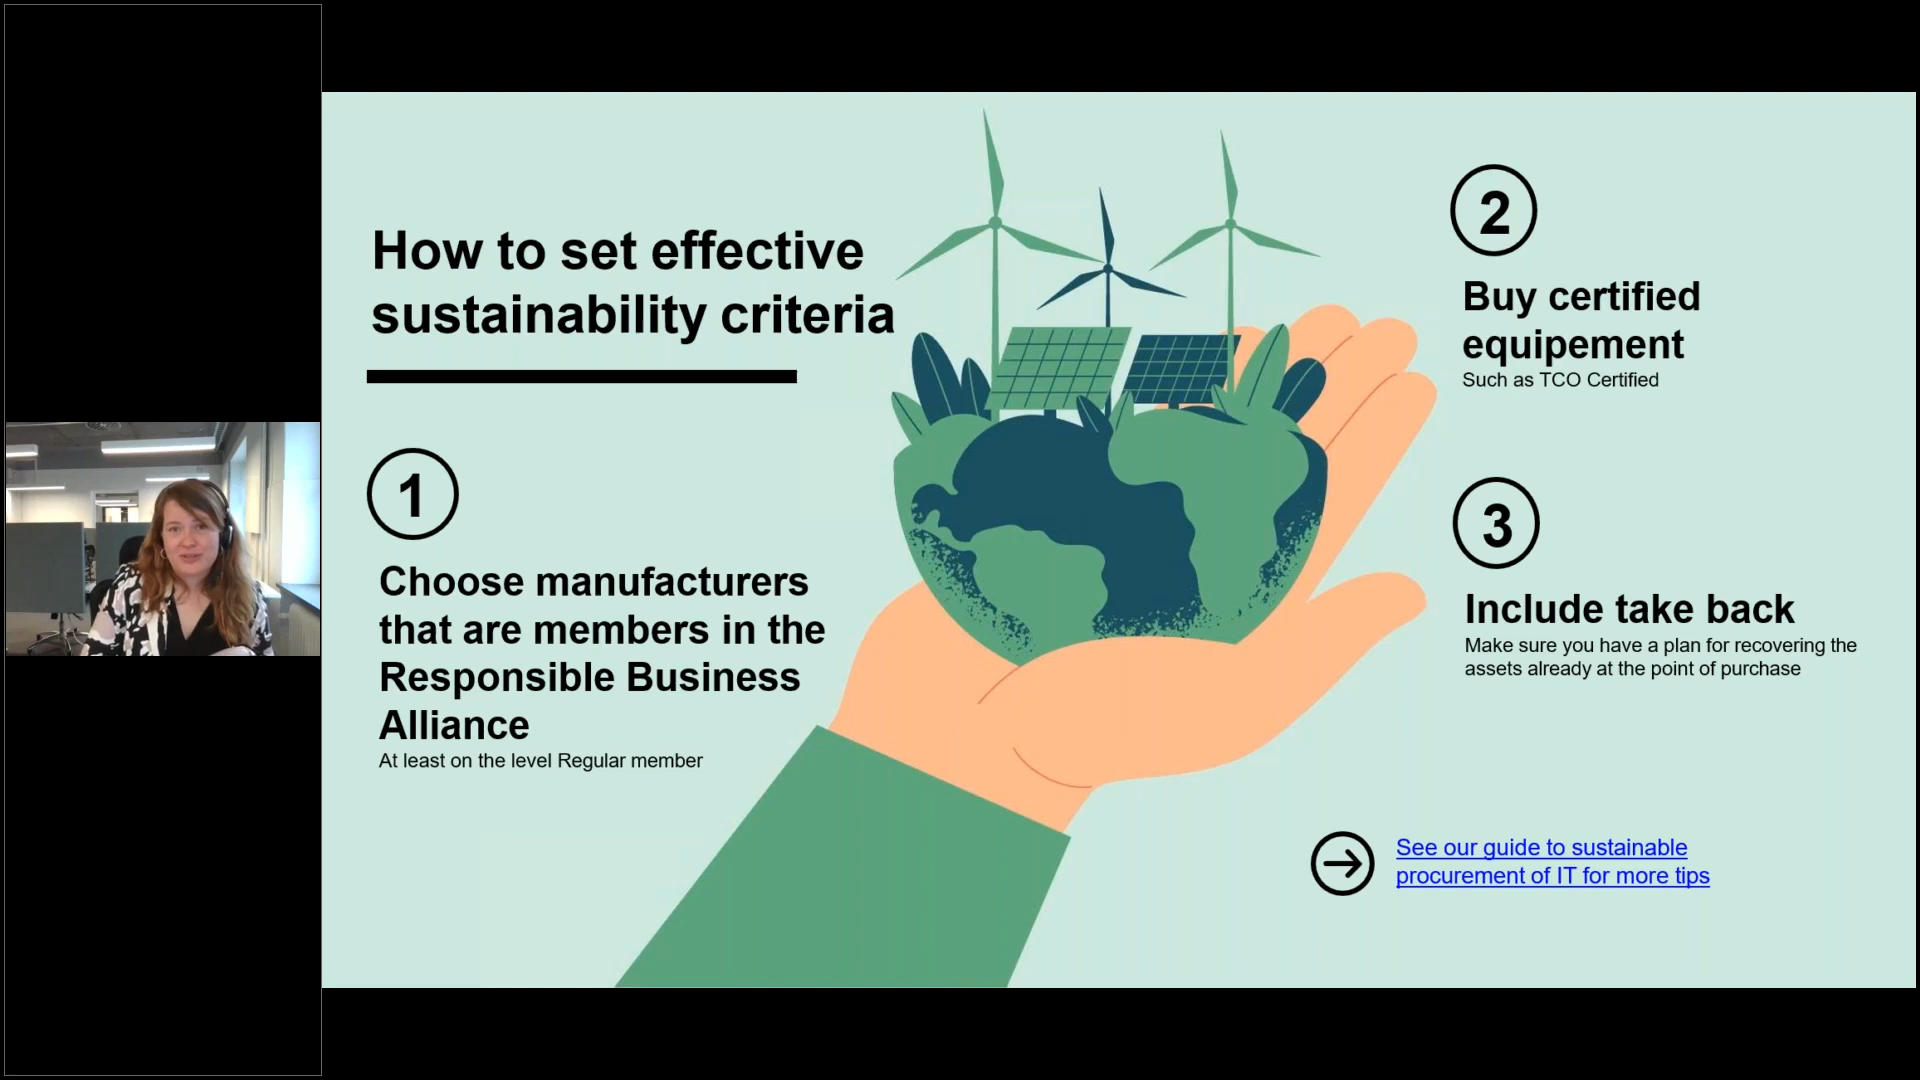 How to set effective
sustainability criteria
1
Choose manufacturers
that are members in the
Responsible Business
Alliance
At least on the level Regular member
2
Buy certified
equipement
Such as TCO Certified
3
Include take back
Make sure you have a plan for recovering the
assets already at the point of purchase
See our guide to sustainable
procurement of IT for more tips